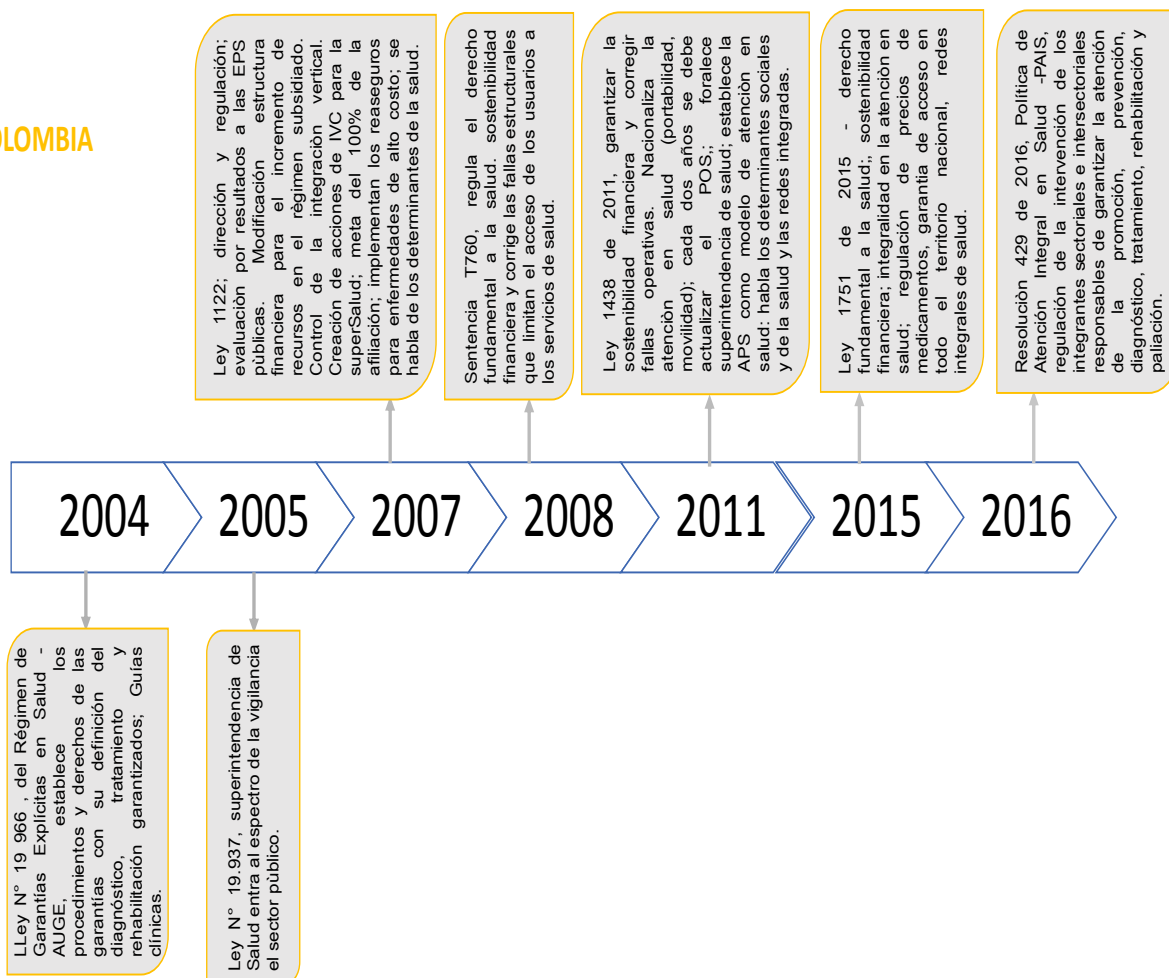 OLOMBIA
Ley 1122; dirección y regulación;
evaluación por resultados a las EPS
públicas. Modificación estructura
financiera para el incremento de
recursos en el règimen subsidiado.
Control de la integraciòn vertical.
Creación de acciones de IVC para la
superSalud; meta del 100% de la
afiliación; implementan los reaseguros
para enfermedades de alto costo; se
habla de los determinantes de la salud.
Sentencia T760, regula el derecho
fundamental a la salud. sostenibilidad
financiera y corrige las fallas estructurales
que limitan el acceso de los usuarios a
los servicios de salud.
Ley 1438 de 2011, garantizar la
sostenibilidad financiera y corregir
fallas operativas. Nacionaliza la
atenciòn en salud (portabilidad,
movilidad); cada dos años se debe
actualizar el POS,; foralece
superintendencia de salud; establece la
APS como modelo de atenciòn en
salud: habla los determinantes sociales
y de la salud y las redes integradas.
Ley 1751 de 2015 - derecho
fundamental a la salud;, sostenibilidad
financiera; integralidad en la atenciòn en
salud; regulaciòn de precios de
medicamentos, garantia de acceso en
todo el territorio nacional, redes
integrales de salud.
Resolución 429 de 2016, Política de
Atención Integral en Salud -PAIS,
regulación de la intervención de los
integrantes sectoriales e intersectoriales
responsables de garantizar la atención
de la promoción, prevención,
diagnóstico, tratamiento, rehabilitación y
paliación.
2004
2005
2007
2008
2011
2015
2016
LLey N° 19 966 , del Régimen de
Garantías Explícitas en Salud -
AUGE, establece los
procedimientos y derechos de las
garantías con su definición del
diagnóstico, tratamiento y
rehabilitación garantizados; Guías
clínicas.
Ley N° 19.937, superintendencia de
Salud entra al espectro de la vigilancia
el sector pùblico.